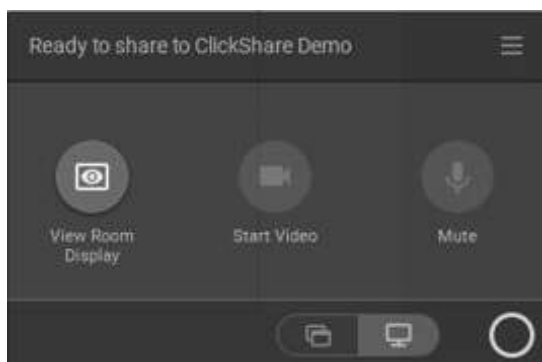 Ready to share to ClickShare Demo
View Room
Display
Start Video
Mute